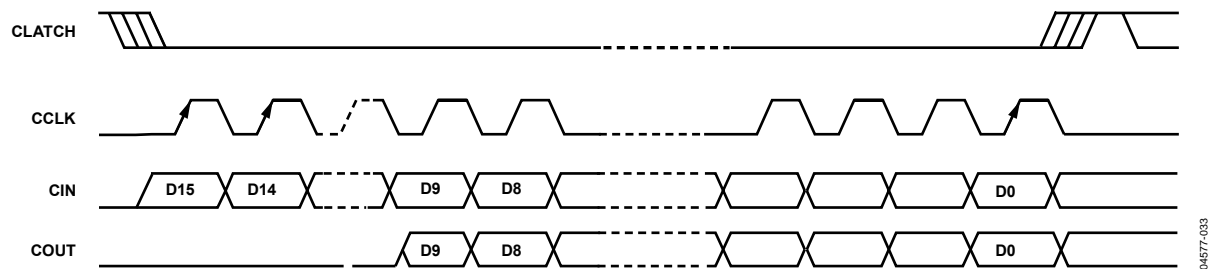 CLATCH
CCLK
CIN
D15 D14 D9 D8 D0
COUT
D9 D8 D0
04577-033